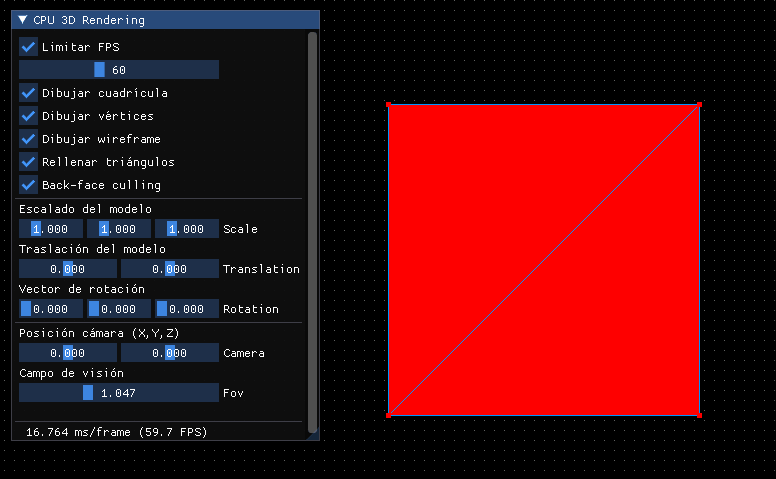 CPU 3D Rendering
Limitar FPS
60
Dibujar cuadrícula
Dibujar vértices
Dibujar wireframe
Rellenar triángulos
Back-face culling
Escalado del modelo
1.000 1.000 1.000 Scale
Traslación del modelo
0.000 0.000 Translation
Vector de rotación
0.000 0.000 0.000 Rotation
Posición cámara (X,Y,Z)
0.000 0.000 Camera
Campo de visión
1.047 Fov
16.764 ms/frame (59.7 FPS)